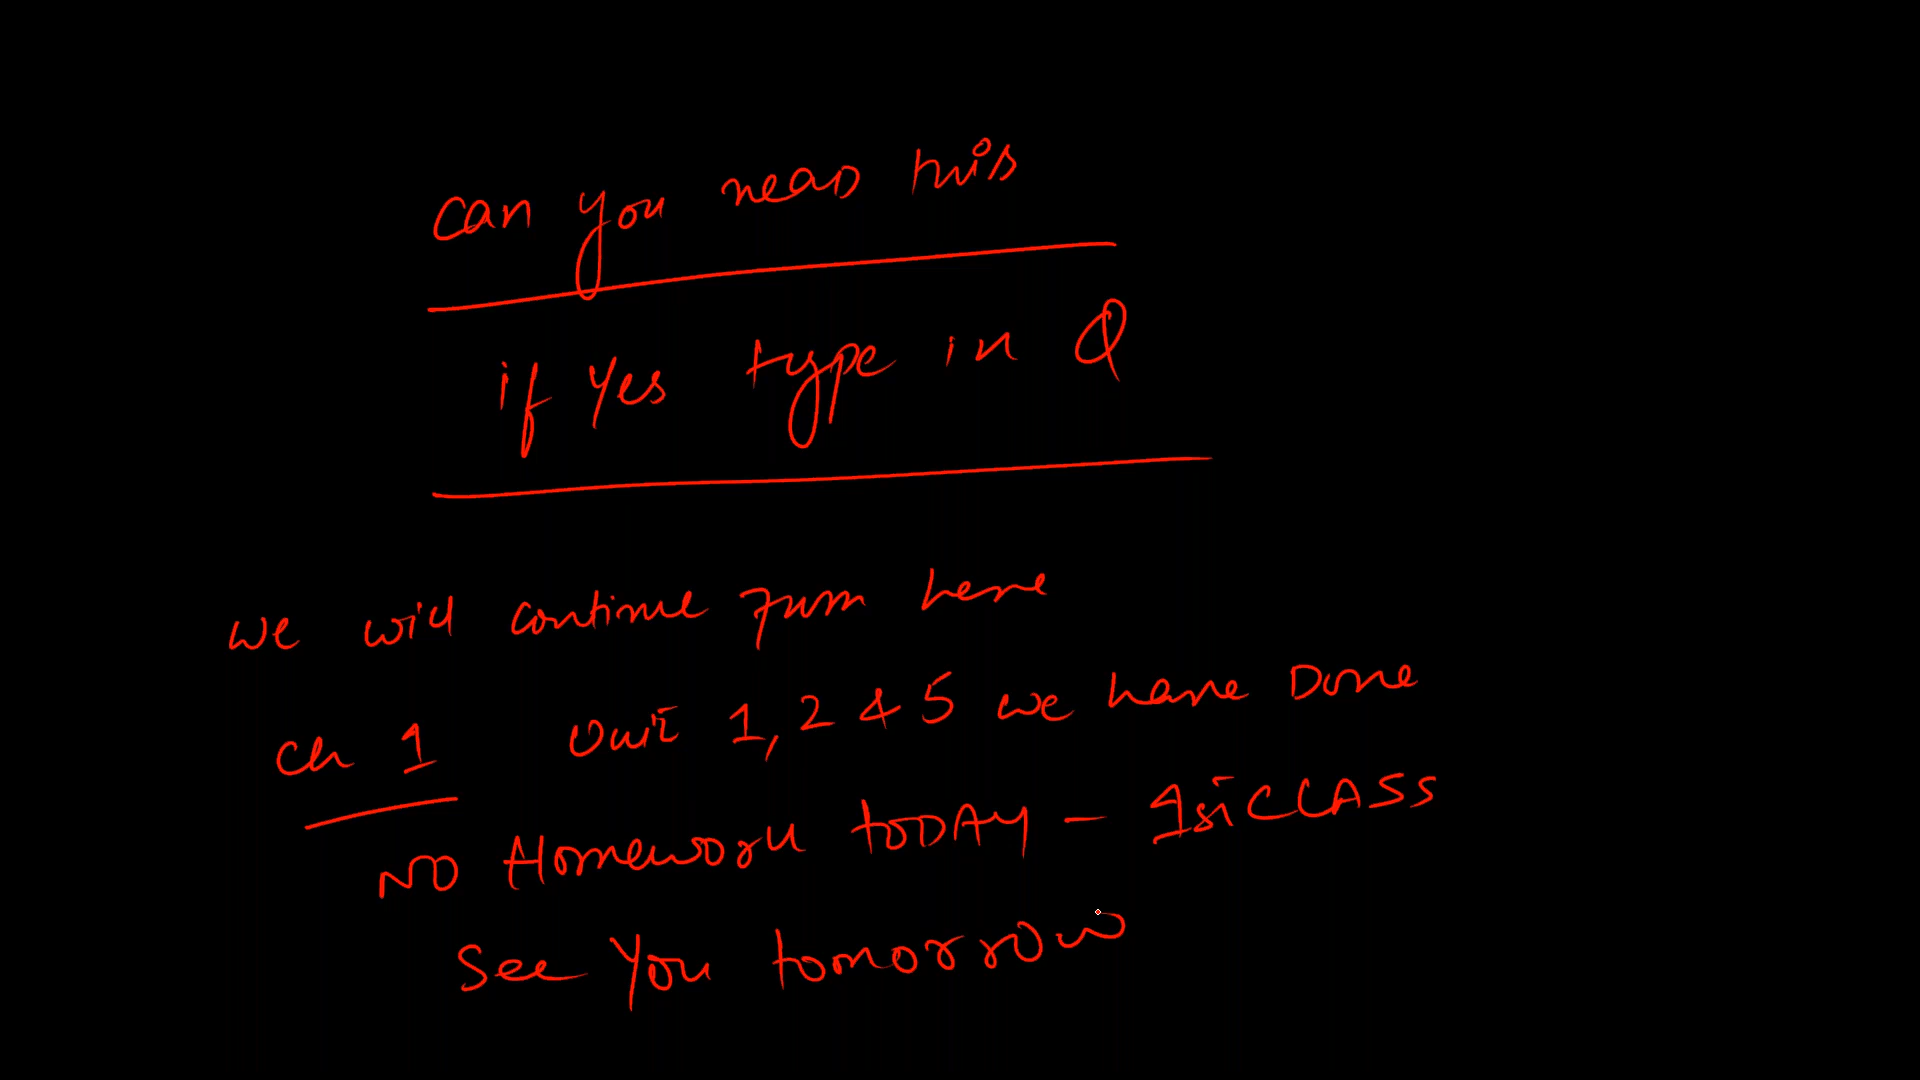 can you read this
if yes type in Q
we will continue from here
Ch 1 Unit 1, 2 & 5 we have Done
NO Homework TODAY - 1st CLASS
See You tomorrow